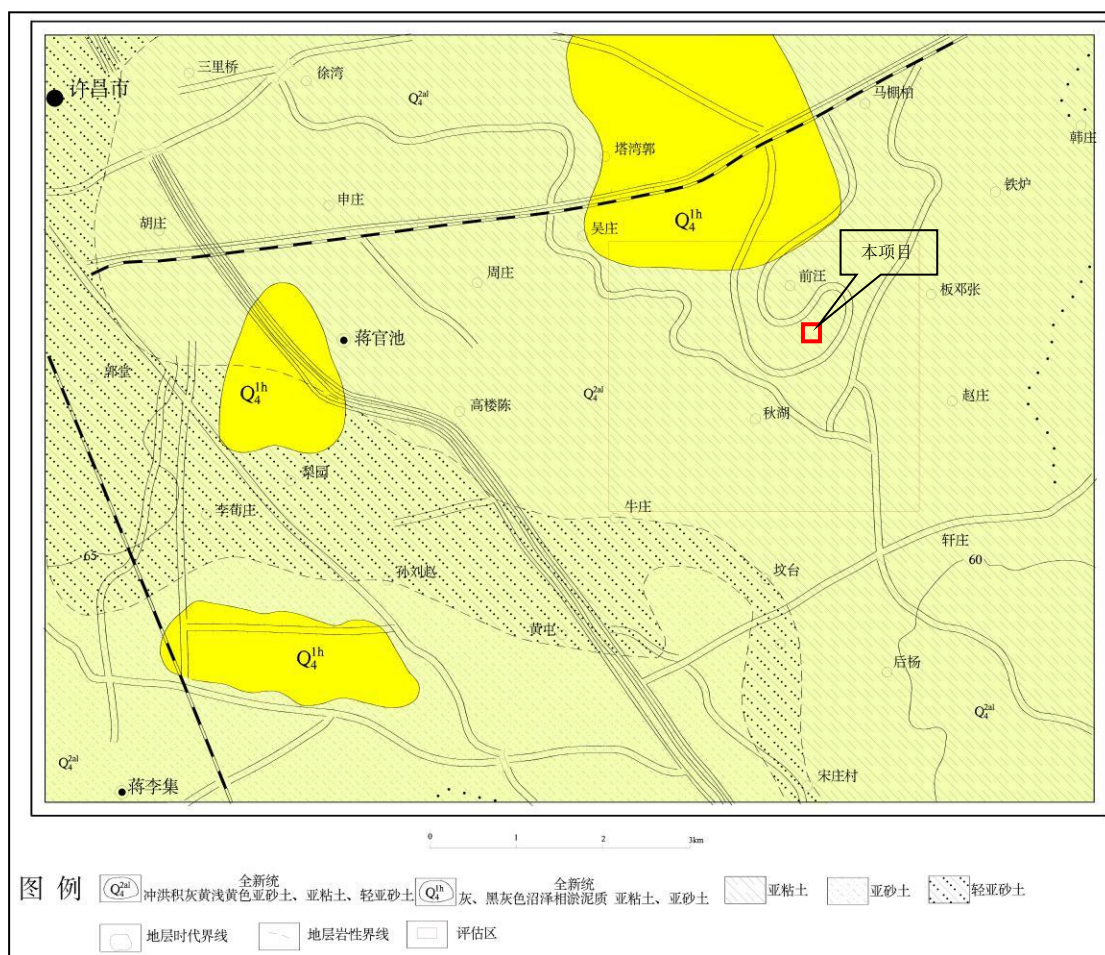 三里桥
徐湾
许昌市
Q₄²ᵃˡ
马棚柏
韩庄
塔湾郭
铁炉
申庄
胡庄
Q₄¹ʰ
吴庄
本项目
周庄
前汪
板邓张
蒋官池
郭堂
Q₄¹ʰ
Q₄²ᵃˡ
赵庄
高楼陈
秋湖
梨园
李荀庄
牛庄
轩庄
65
孙刘赵
坟台
60
黄屯
Q₄¹ʰ
后杨
Q₄²ᵃˡ
Q₄²ᵃˡ
宋庄村
蒋李集
0 1 2 3km
图 例
Q₄²ᵃˡ 全新统 冲洪积灰黄浅黄色亚砂土、亚粘土、轻亚砂土
Q₄¹ʰ 全新统 灰、黑灰色沼泽相淤泥质 亚粘土、亚砂土
亚粘土
亚砂土
轻亚砂土
地层时代界线
地层岩性界线
评估区